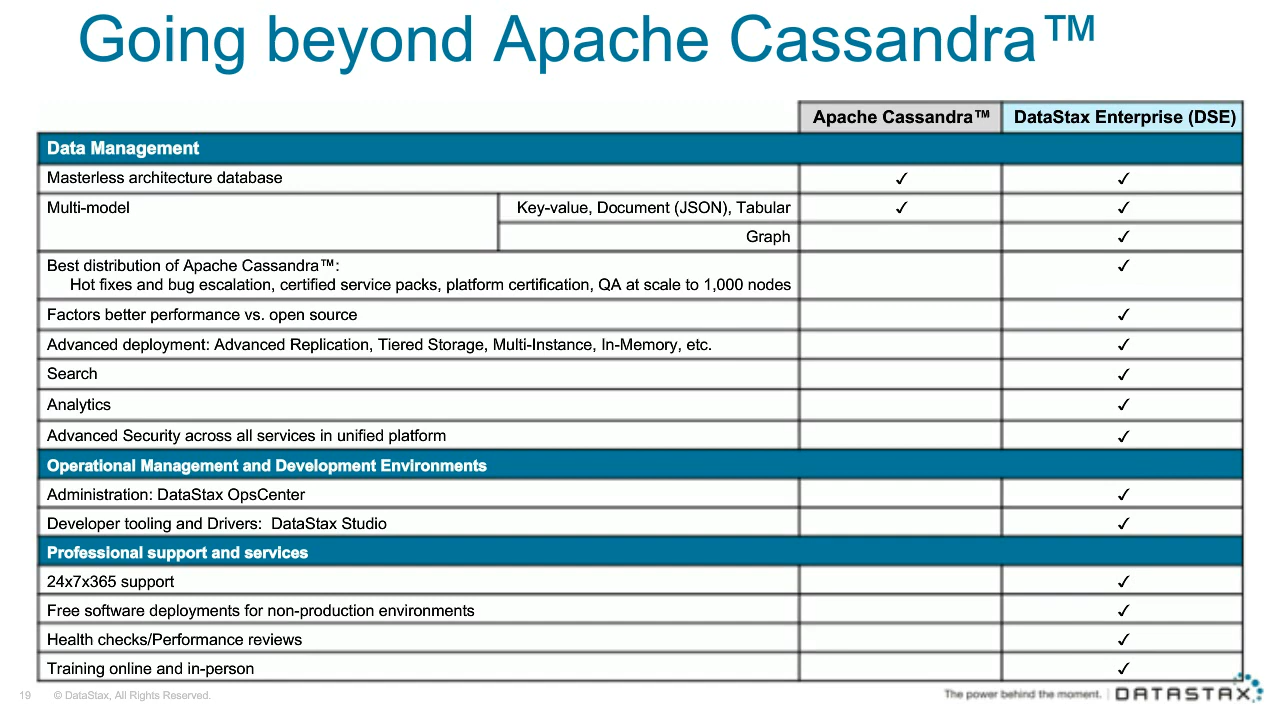 Going beyond Apache Cassandra™
Apache Cassandra™ DataStax Enterprise (DSE)
Data Management
Masterless architecture database ✓ ✓
Multi-model Key-value, Document (JSON), Tabular ✓ ✓
Graph ✓
Best distribution of Apache Cassandra™: ✓
Hot fixes and bug escalation, certified service packs, platform certification, QA at scale to 1,000 nodes
Factors better performance vs. open source ✓
Advanced deployment: Advanced Replication, Tiered Storage, Multi-Instance, In-Memory, etc. ✓
Search ✓
Analytics ✓
Advanced Security across all services in unified platform ✓
Operational Management and Development Environments
Administration: DataStax OpsCenter ✓
Developer tooling and Drivers: DataStax Studio ✓
Professional support and services
24x7x365 support ✓
Free software deployments for non-production environments ✓
Health checks/Performance reviews ✓
Training online and in-person ✓
19 © DataStax, All Rights Reserved. The power behind the moment. | DATASTAX